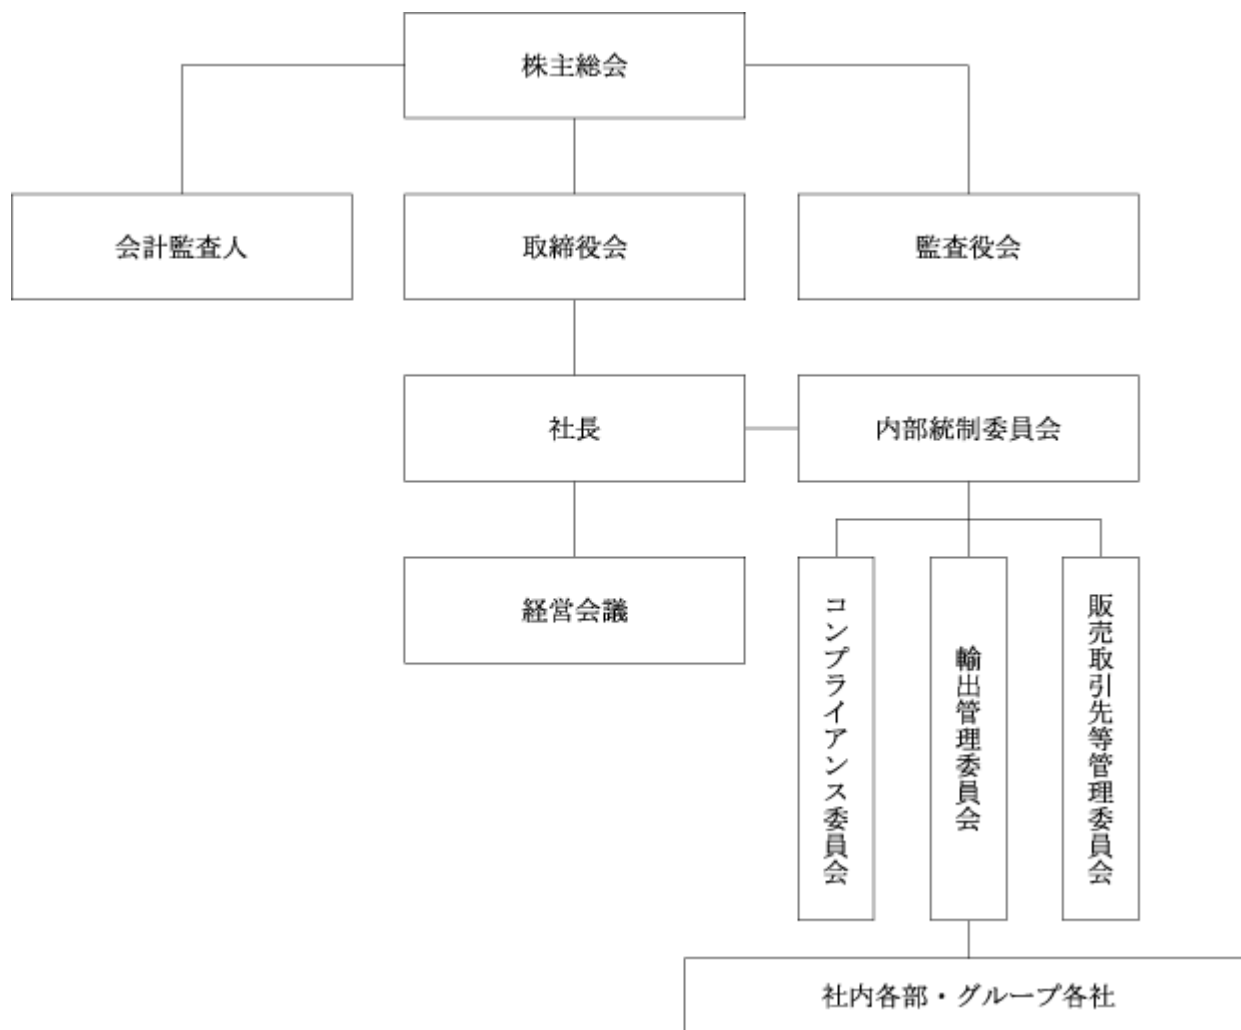 株主総会
会計監査人
取締役会
監査役会
社長
内部統制委員会
経営会議
コンプライアンス委員会
輸出管理委員会
販売取引先等管理委員会
社内各部・グループ各社